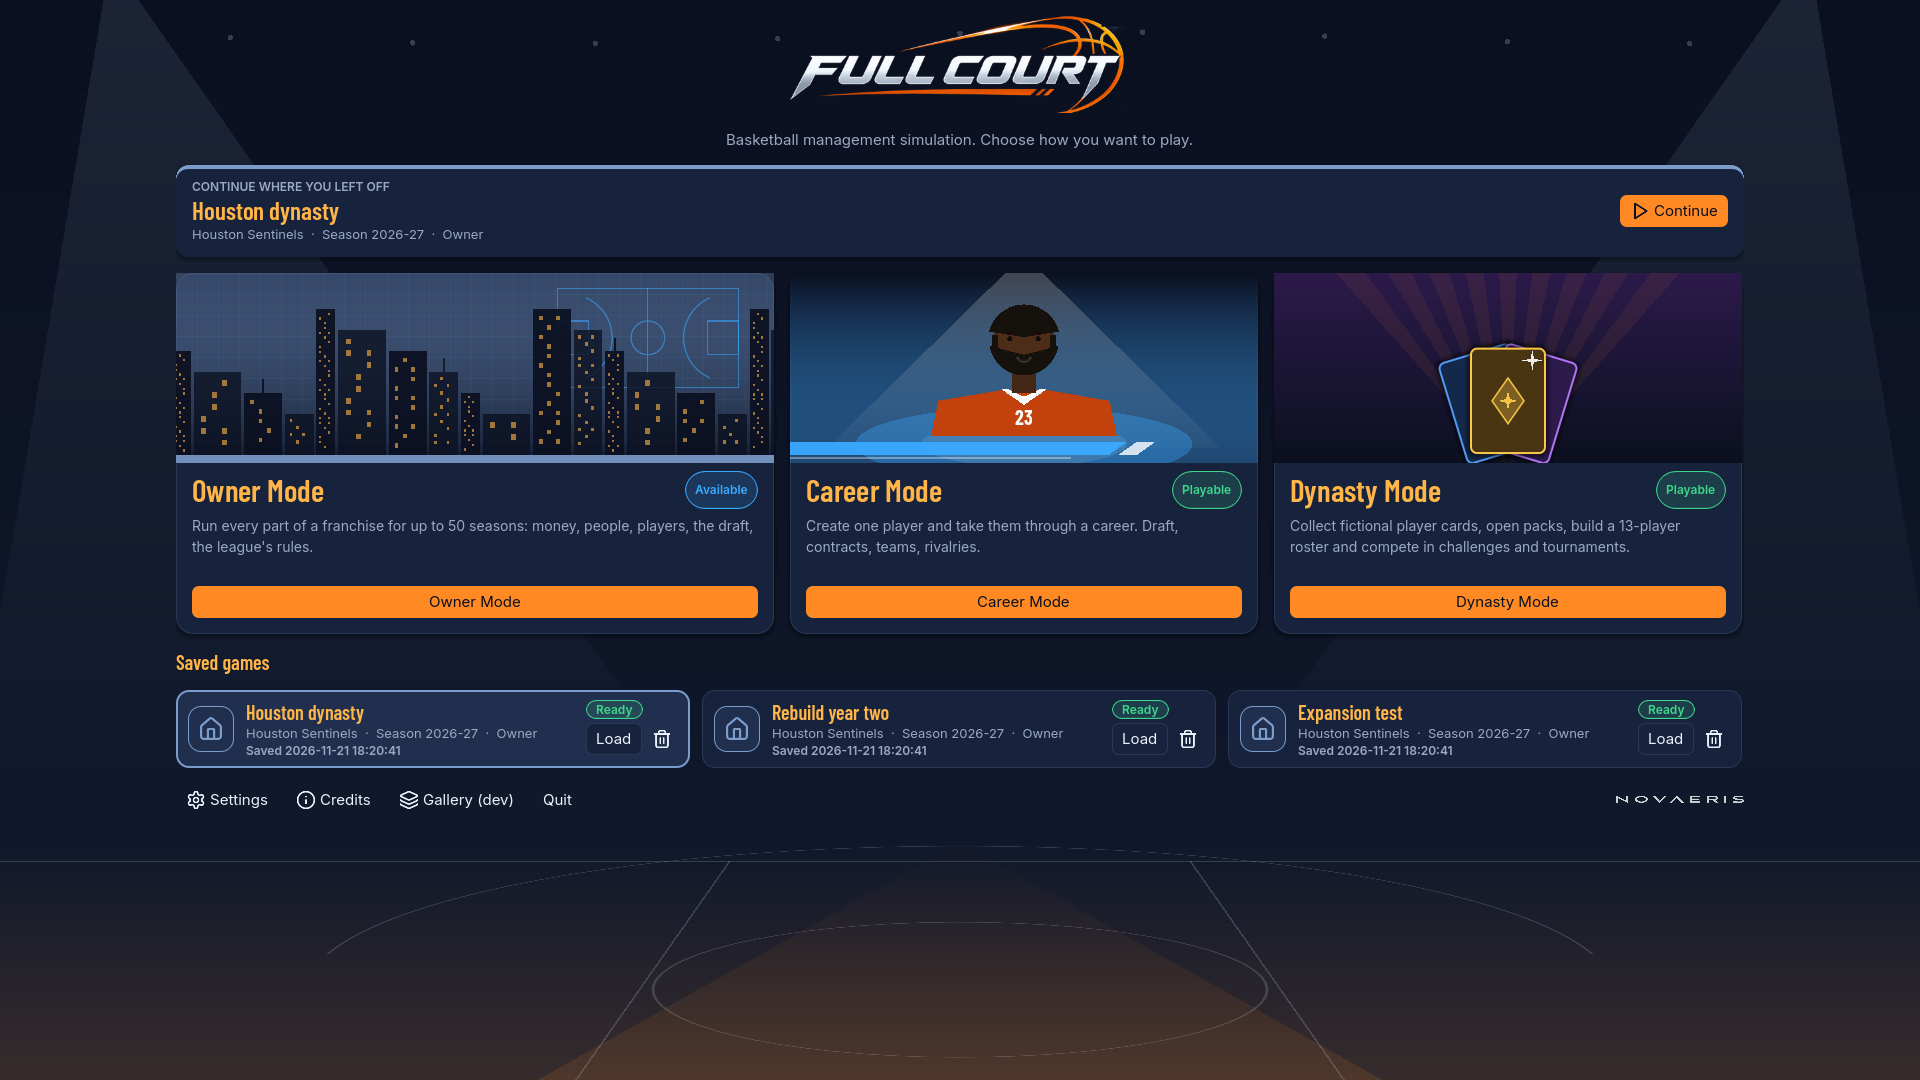 FULL COURT
Basketball management simulation. Choose how you want to play.
CONTINUE WHERE YOU LEFT OFF
Houston dynasty
Houston Sentinels · Season 2026-27 · Owner
Continue
23
Owner Mode
Available
Run every part of a franchise for up to 50 seasons: money, people, players, the draft,
the league's rules.
Owner Mode
Career Mode
Playable
Create one player and take them through a career. Draft,
contracts, teams, rivalries.
Career Mode
Dynasty Mode
Playable
Collect fictional player cards, open packs, build a 13-player
roster and compete in challenges and tournaments.
Dynasty Mode
Saved games
Houston dynasty
Houston Sentinels · Season 2026-27 · Owner
Saved 2026-11-21 18:20:41
Ready
Load
Rebuild year two
Houston Sentinels · Season 2026-27 · Owner
Saved 2026-11-21 18:20:41
Ready
Load
Expansion test
Houston Sentinels · Season 2026-27 · Owner
Saved 2026-11-21 18:20:41
Ready
Load
Settings
Credits
Gallery (dev)
Quit
NOVAERIS